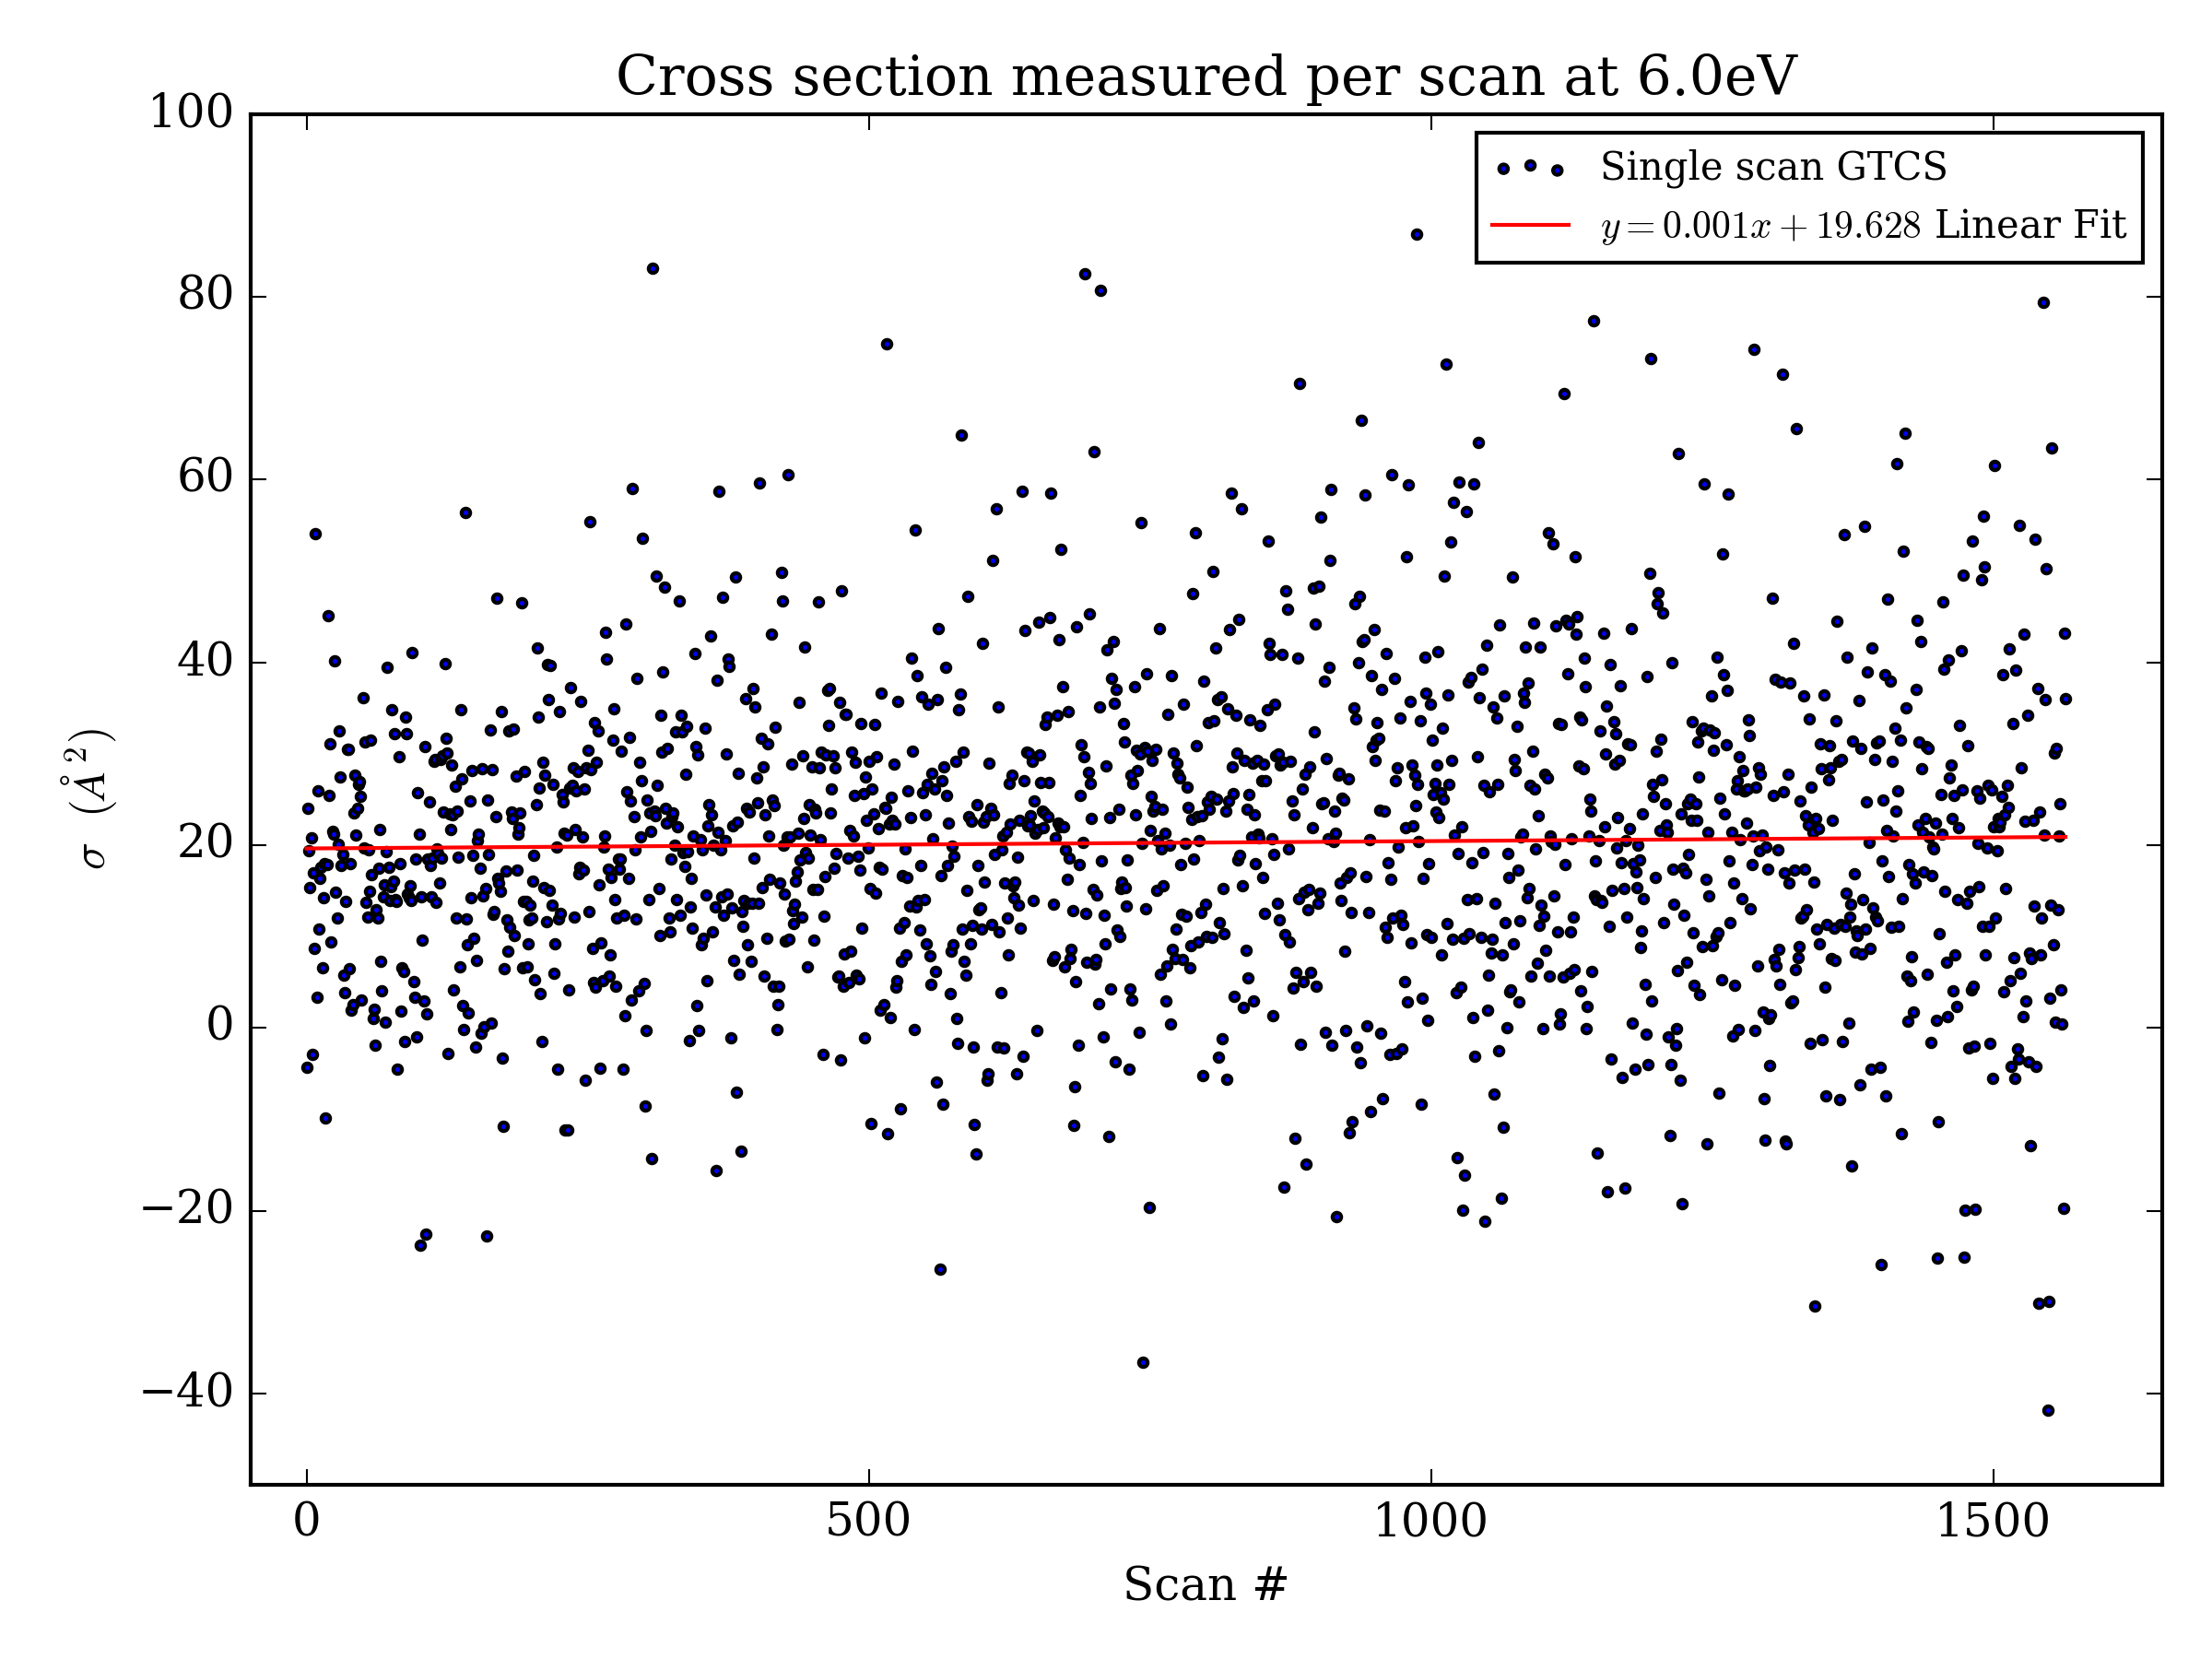 Cross section measured per scan at 6.0eV
Single scan GTCS
y = 0.001x + 19.628 Linear Fit
100
80
60
40
20
0
−20
−40
σ (Å²)
0 500 1000 1500
Scan #